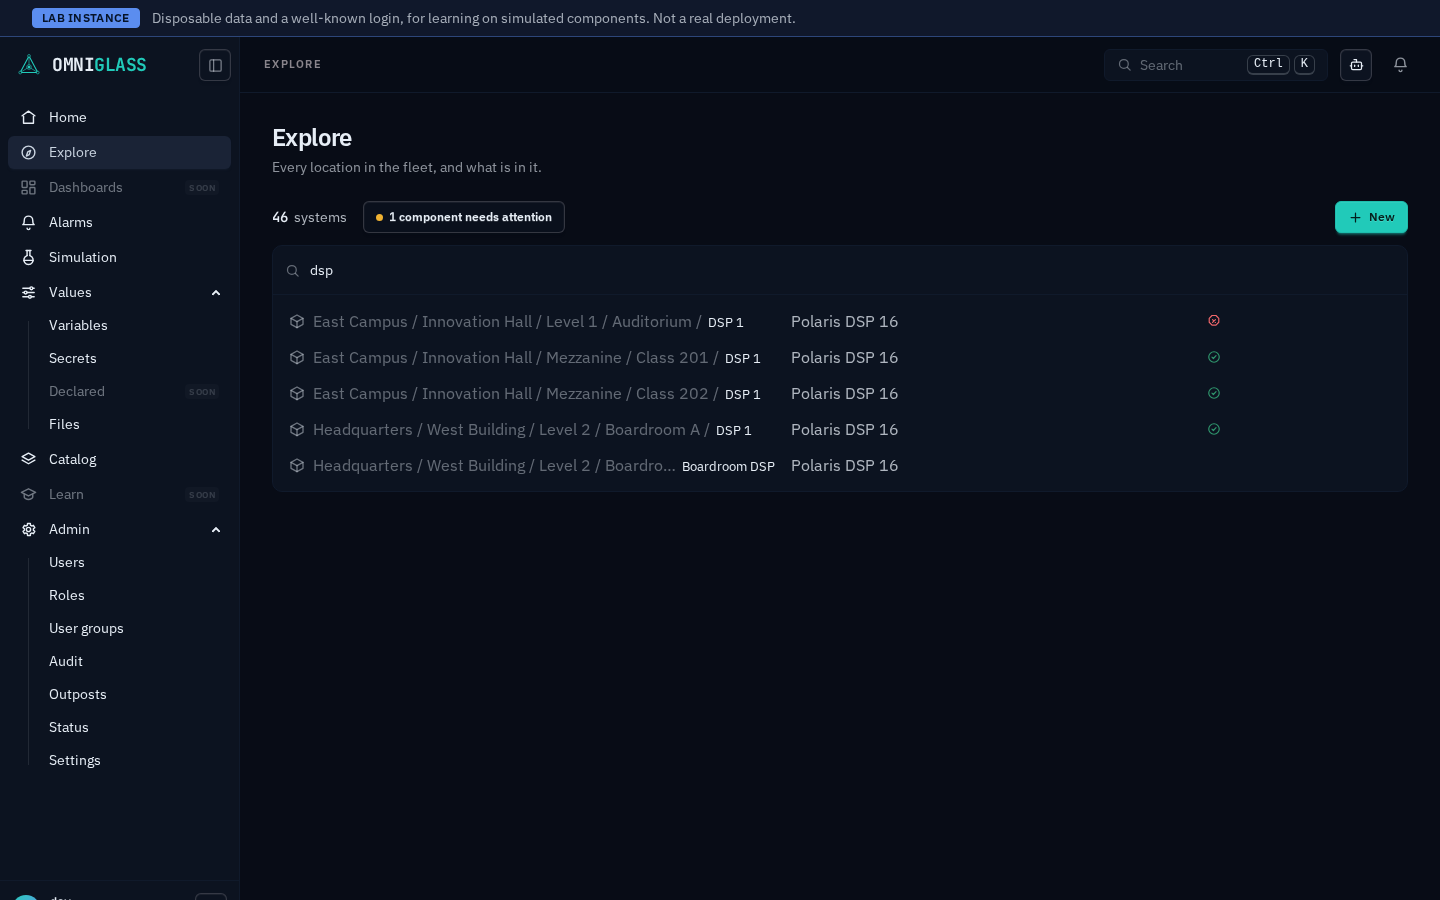 LAB INSTANCE Disposable data and a well-known login, for learning on simulated components. Not a real deployment.
OMNIGLASS
EXPLORE
Search Ctrl K
Home
Explore
Dashboards SOON
Alarms
Simulation
Values
Variables
Secrets
Declared SOON
Files
Catalog
Learn SOON
Admin
Users
Roles
User groups
Audit
Outposts
Status
Settings
Explore
Every location in the fleet, and what is in it.
46 systems 1 component needs attention
New
dsp
East Campus / Innovation Hall / Level 1 / Auditorium / DSP 1 Polaris DSP 16
East Campus / Innovation Hall / Mezzanine / Class 201 / DSP 1 Polaris DSP 16
East Campus / Innovation Hall / Mezzanine / Class 202 / DSP 1 Polaris DSP 16
Headquarters / West Building / Level 2 / Boardroom A / DSP 1 Polaris DSP 16
Headquarters / West Building / Level 2 / Boardro... Boardroom DSP Polaris DSP 16